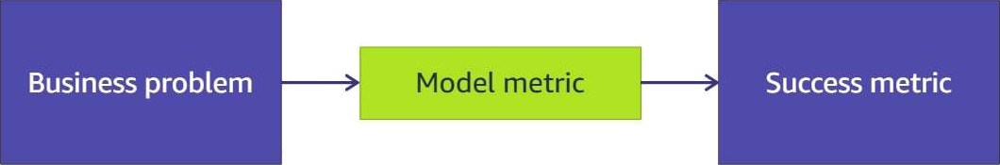 Business problem
Model metric
Success metric